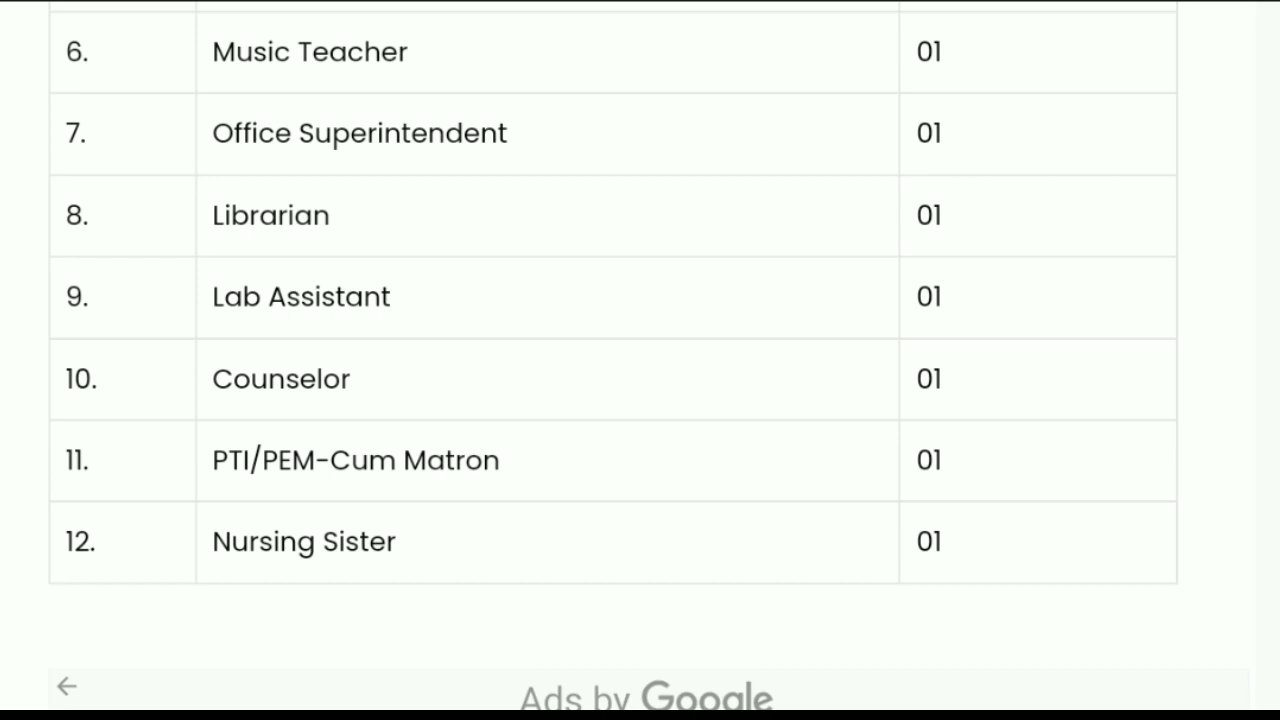 6. Music Teacher 01
7. Office Superintendent 01
8. Librarian 01
9. Lab Assistant 01
10. Counselor 01
11. PTI/PEM-Cum Matron 01
12. Nursing Sister 01
Ads by Google